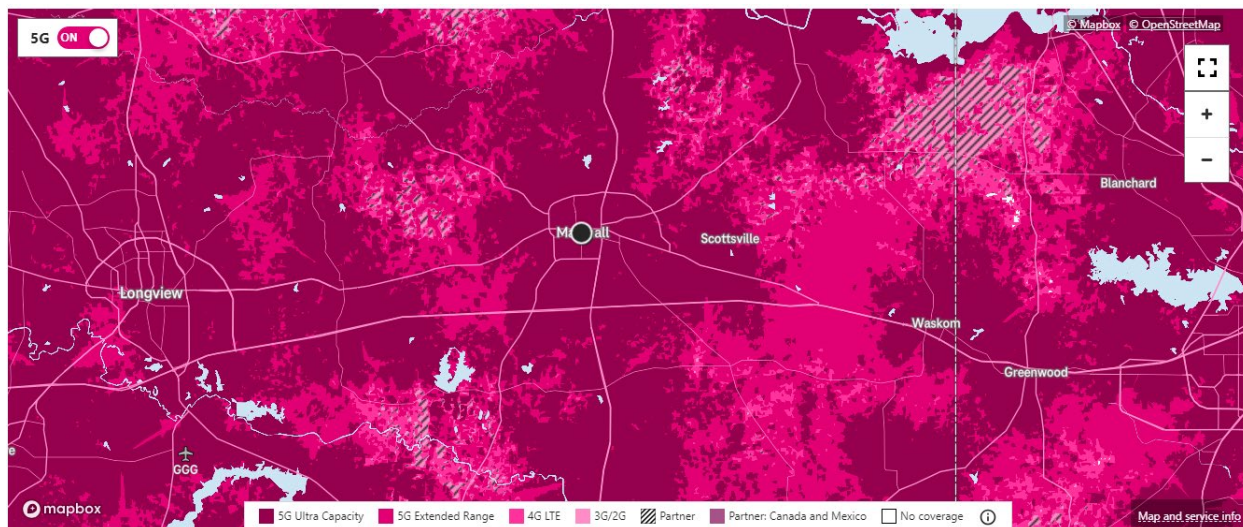 5G ON
© Mapbox © OpenStreetMap
+
−
Blanchard
Scottsville
Longview
Waskom
Greenwood
GGG
mapbox
5G Ultra Capacity 5G Extended Range 4G LTE 3G/2G Partner Partner: Canada and Mexico No coverage
Map and service info